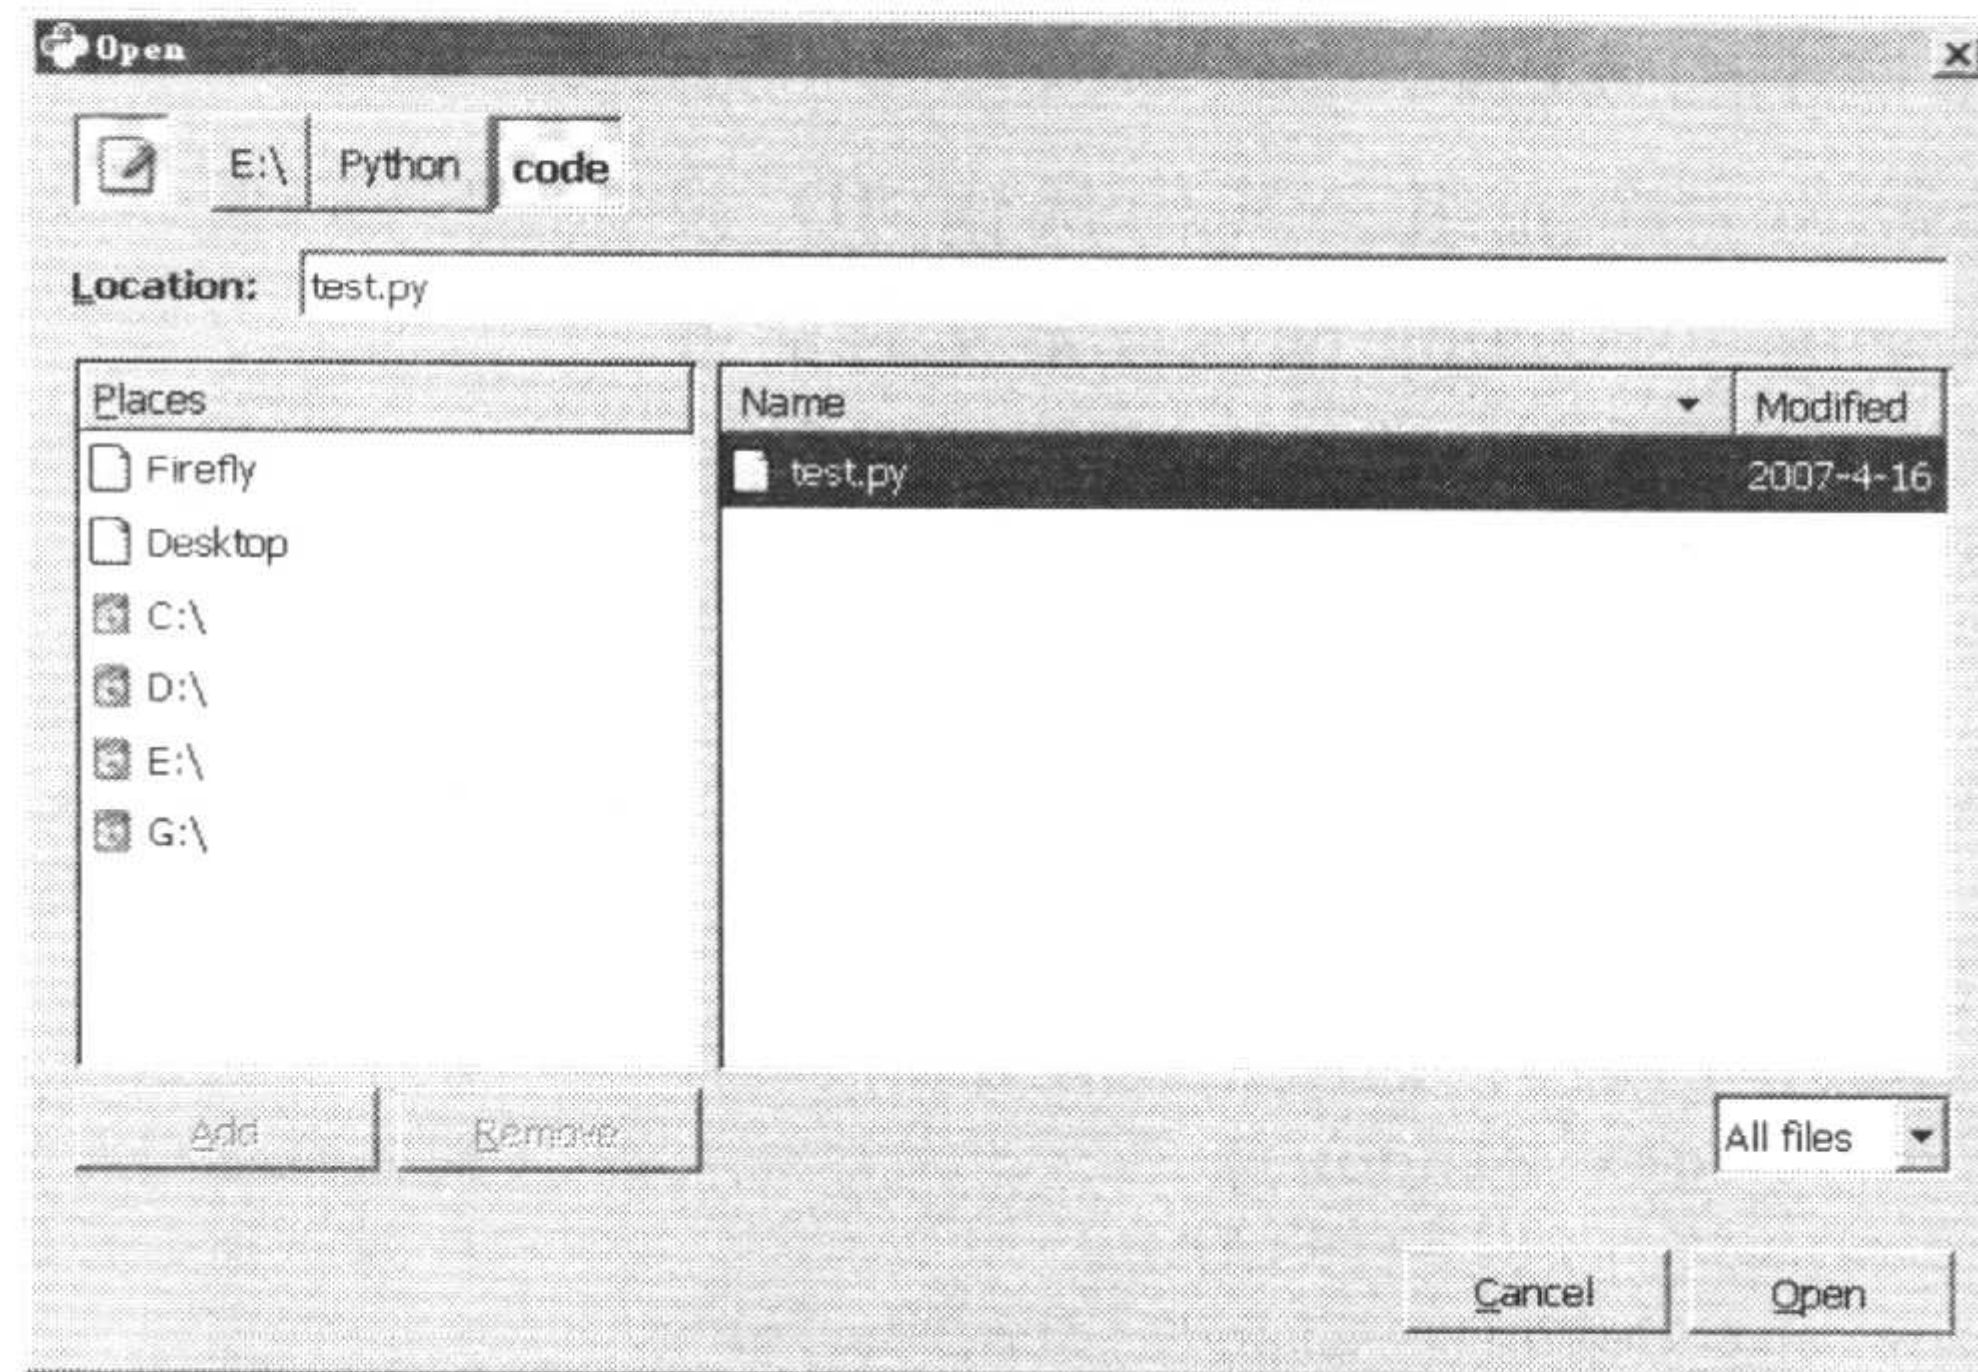 Open
E:\ Python code
Location: test.py
Places
Firefly
Desktop
C:\
D:\
E:\
G:\
Name Modified
test.py 2007-4-16
Add Remove
All files
Cancel Open